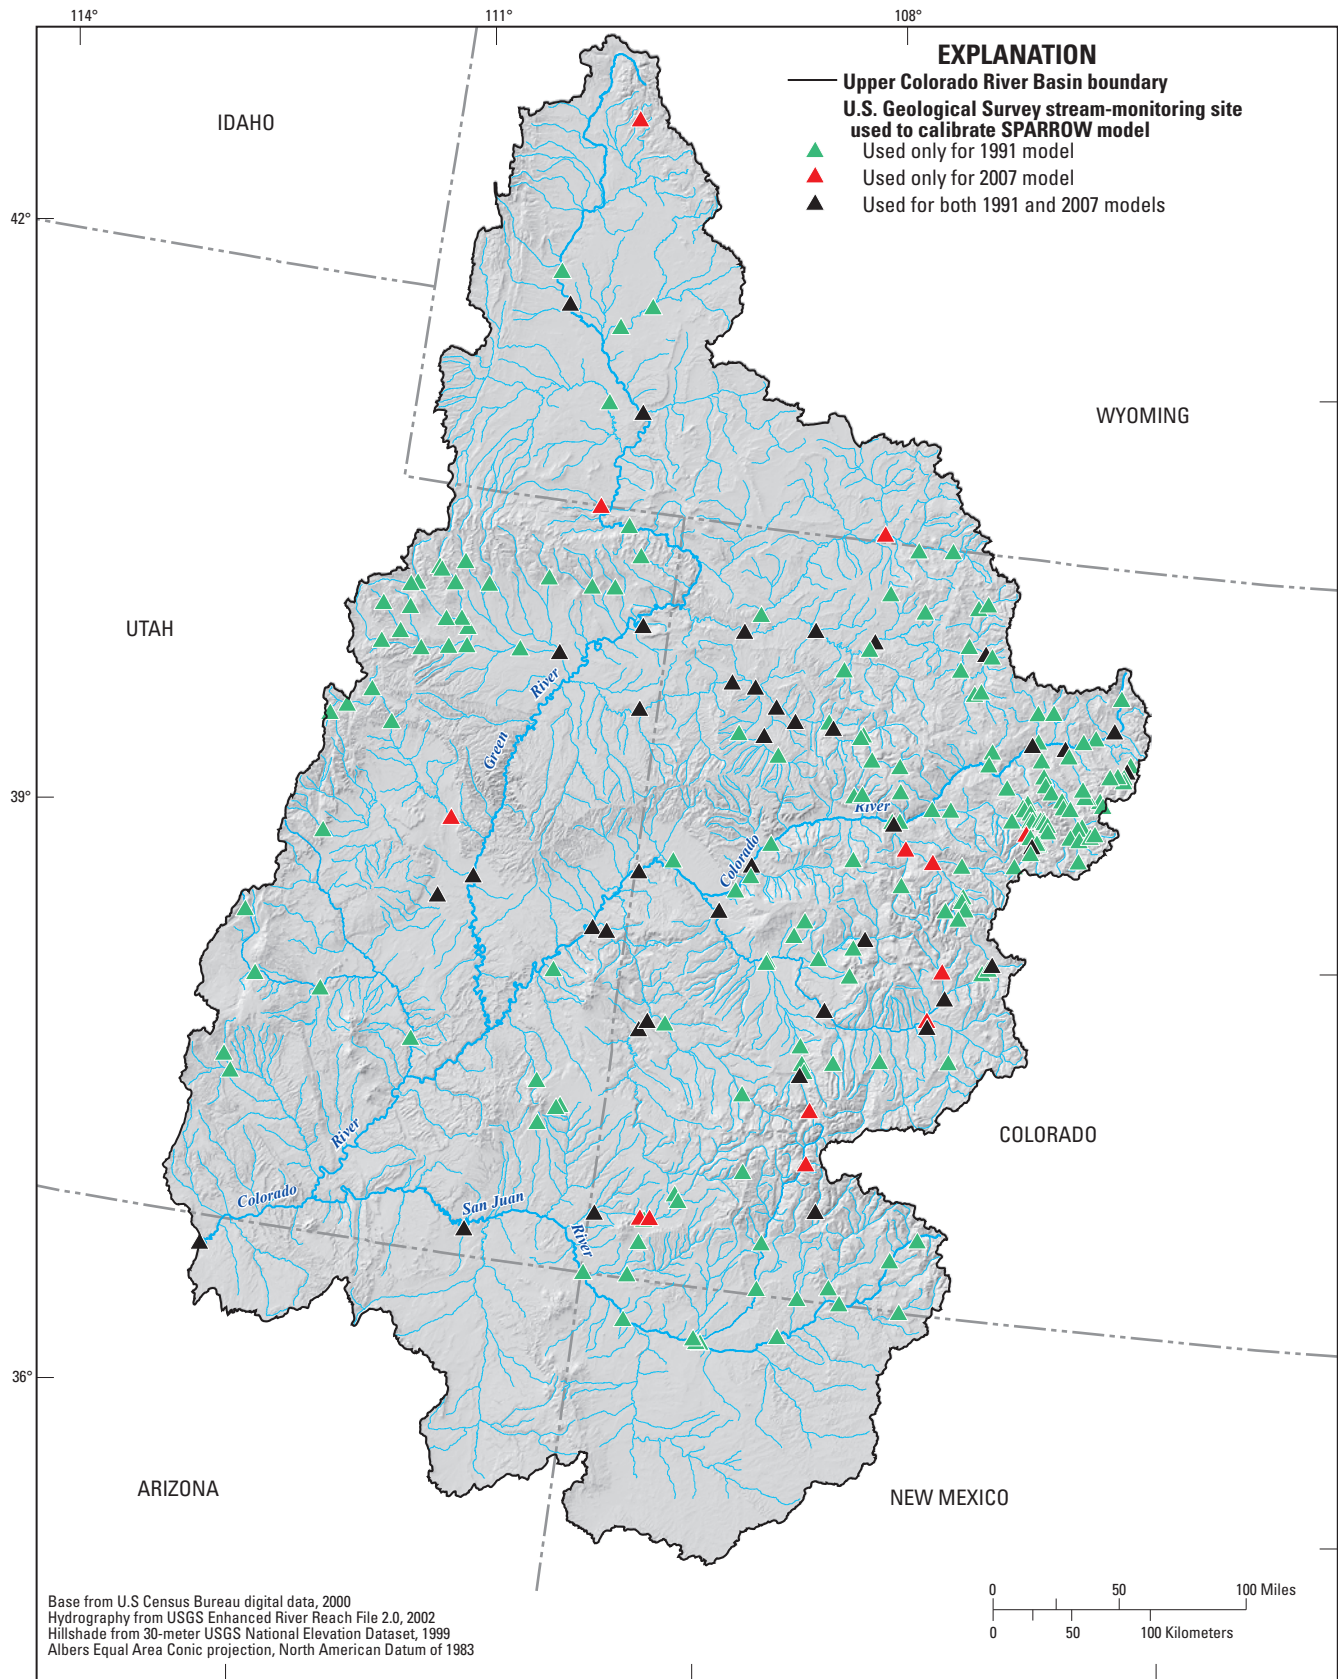 114°
111°
108°
EXPLANATION
Upper Colorado River Basin boundary
U.S. Geological Survey stream-monitoring site
used to calibrate SPARROW model
Used only for 1991 model
Used only for 2007 model
Used for both 1991 and 2007 models
IDAHO
42°
WYOMING
UTAH
River
Green
39°
River
Colorado
COLORADO
River
Colorado
San Juan
River
36°
ARIZONA
NEW MEXICO
Base from U.S Census Bureau digital data, 2000
Hydrography from USGS Enhanced River Reach File 2.0, 2002
Hillshade from 30-meter USGS National Elevation Dataset, 1999
Albers Equal Area Conic projection, North American Datum of 1983
0 50 100 Miles
0 50 100 Kilometers